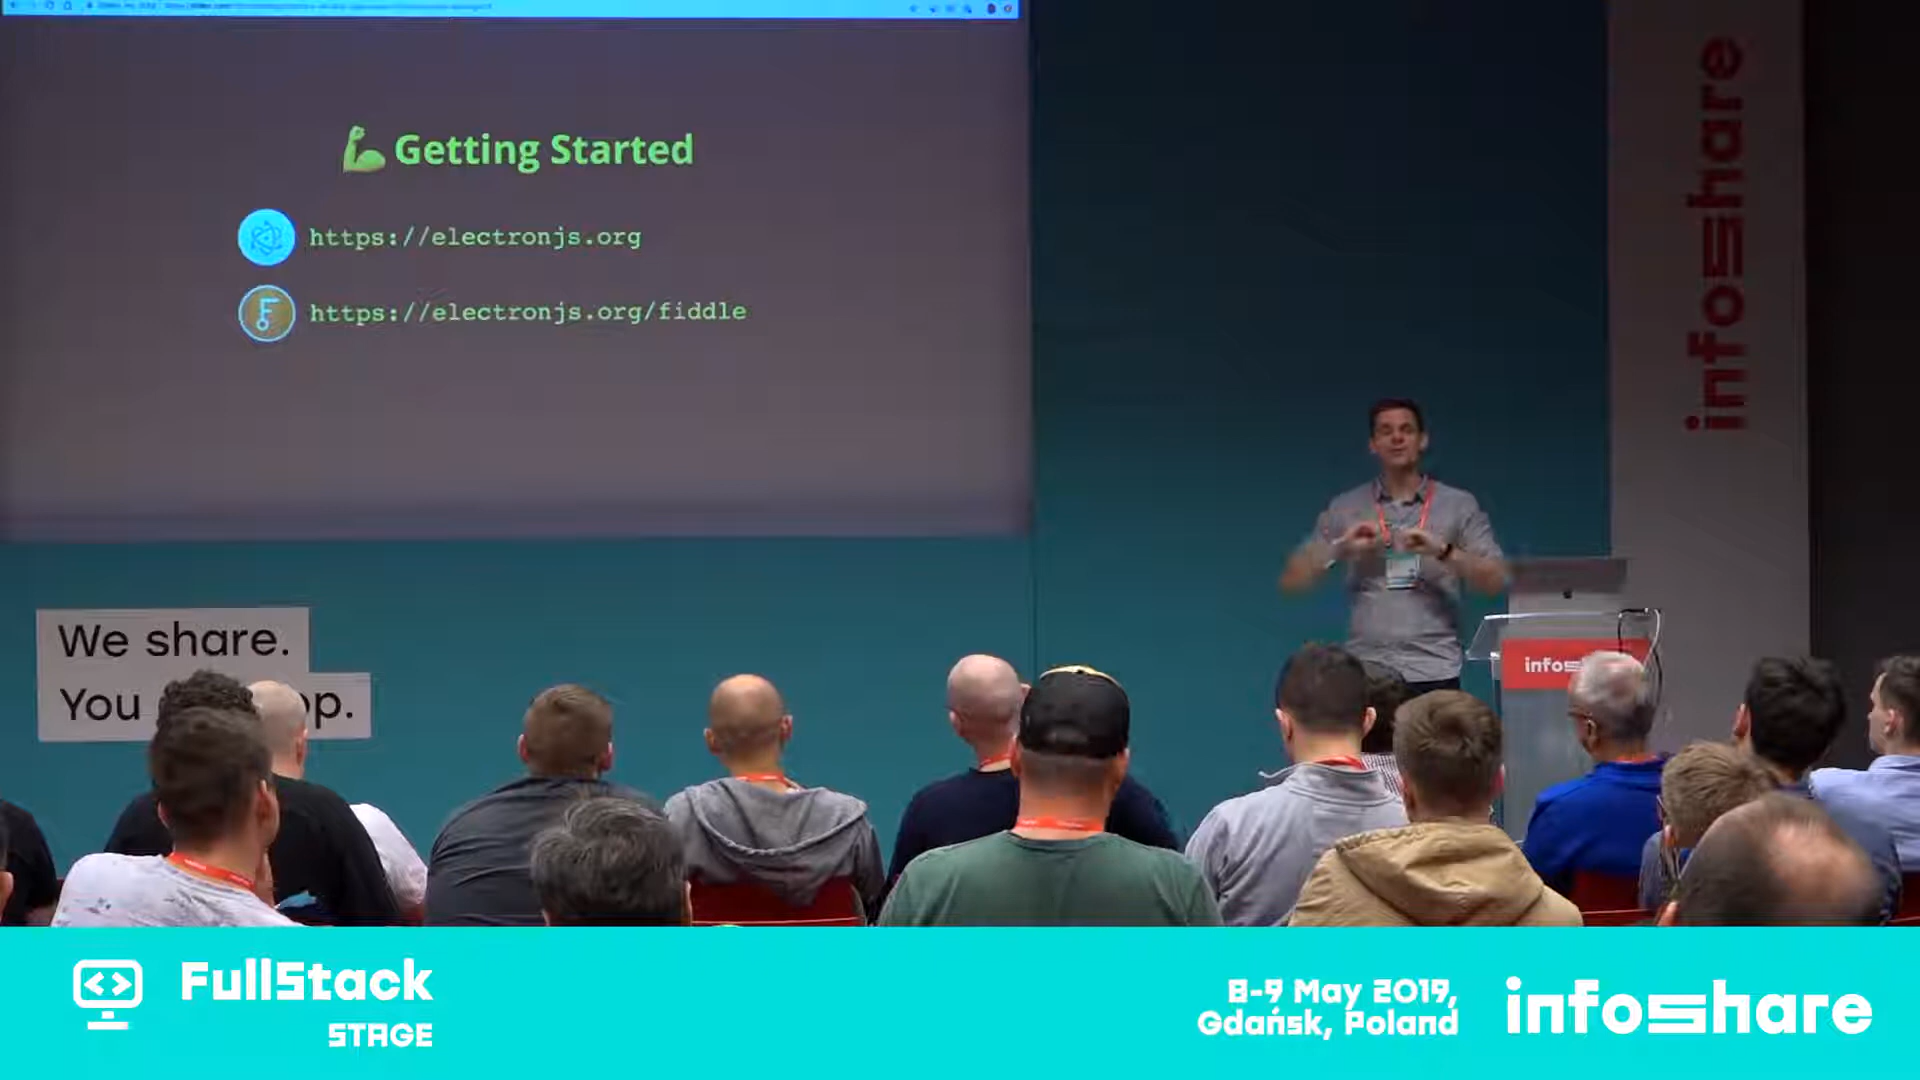 💪 Getting Started
https://electronjs.org
https://electronjs.org/fiddle
infoshare
We share.
You
op.
FullStack
STAGE
8-9 May 2019,
Gdańsk, Poland
infoshare